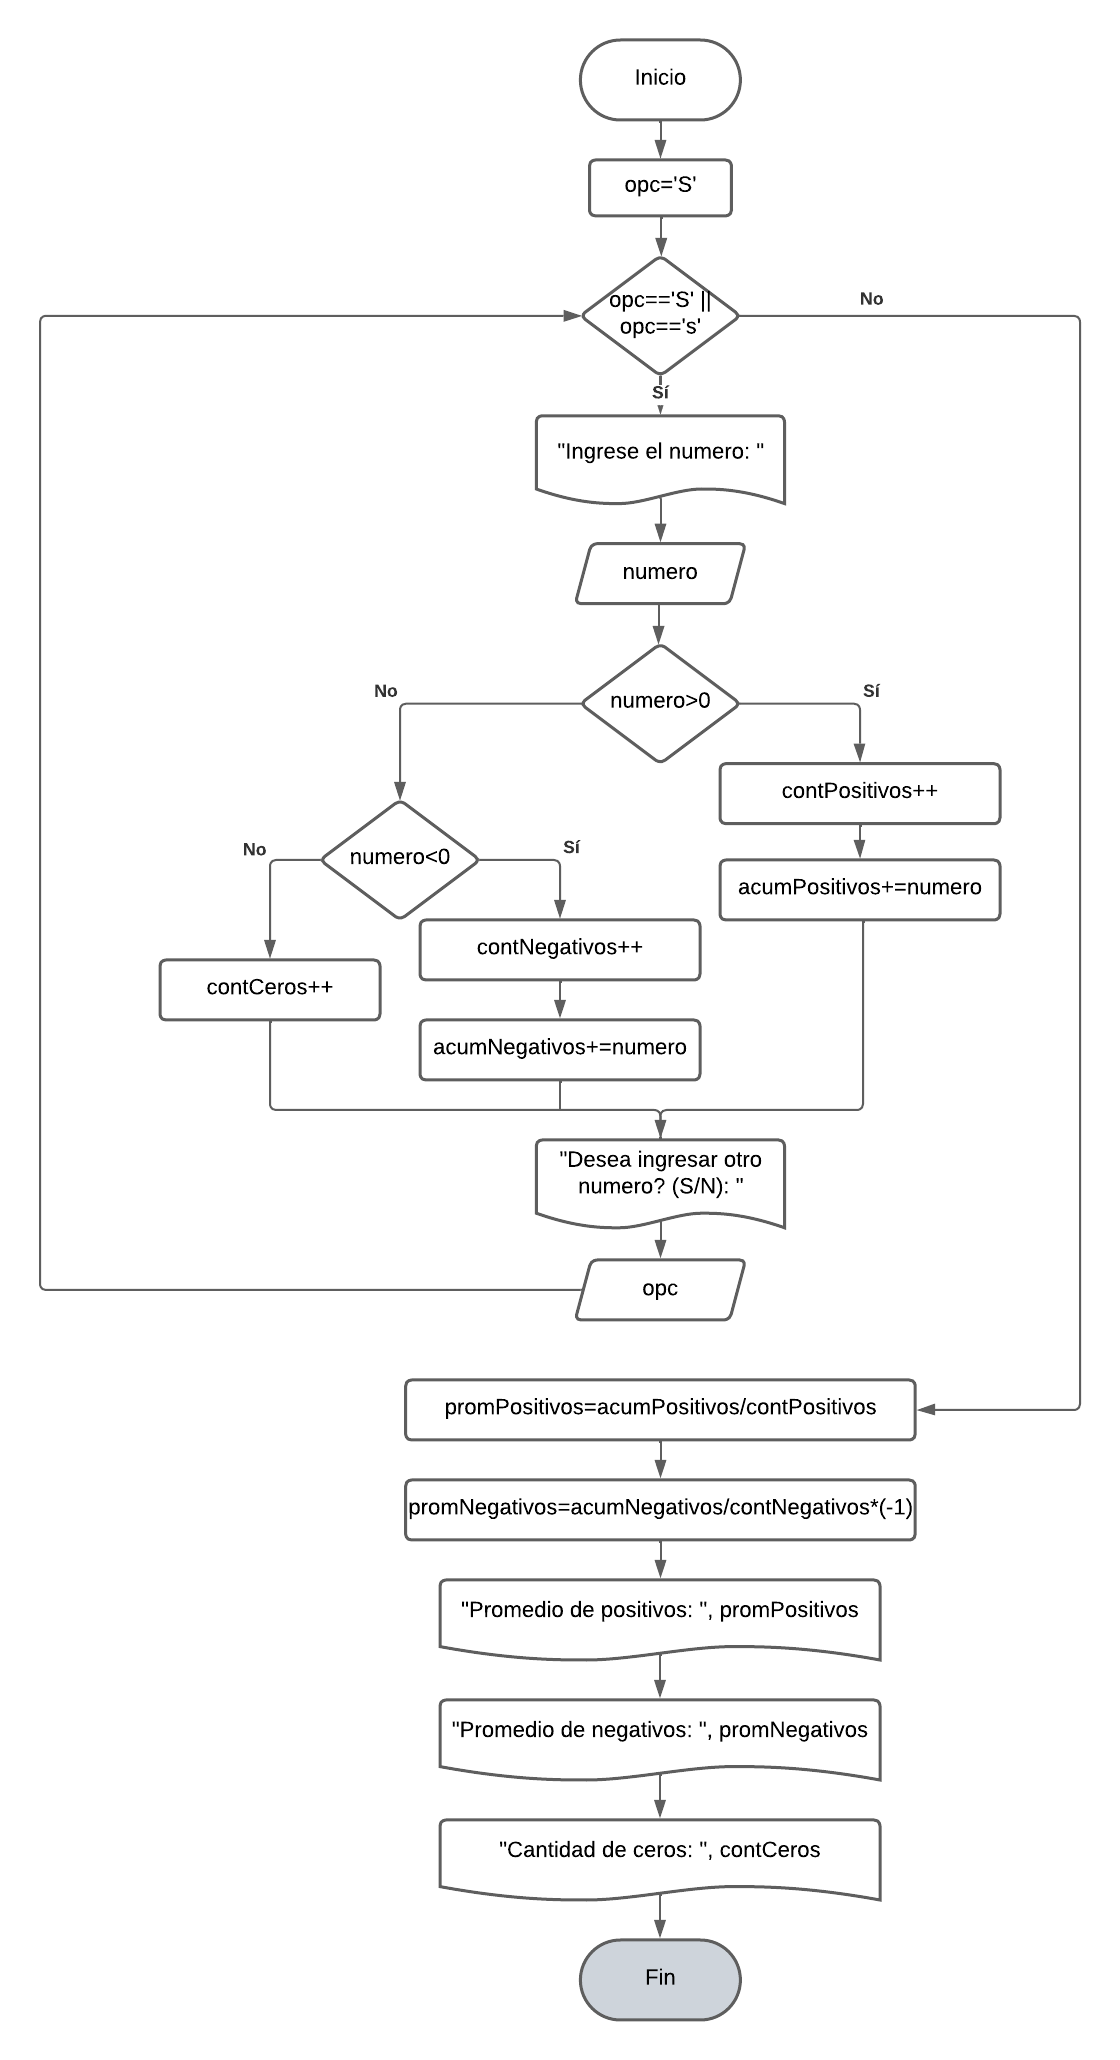 Inicio
opc='S'
opc=='S' ||
opc=='s'
No
Sí
"Ingrese el numero: "
numero
numero>0
No
Sí
contPositivos++
acumPositivos+=numero
numero<0
No
Sí
contNegativos++
contCeros++
acumNegativos+=numero
"Desea ingresar otro
numero? (S/N): "
opc
promPositivos=acumPositivos/contPositivos
promNegativos=acumNegativos/contNegativos*(-1)
"Promedio de positivos: ", promPositivos
"Promedio de negativos: ", promNegativos
"Cantidad de ceros: ", contCeros
Fin